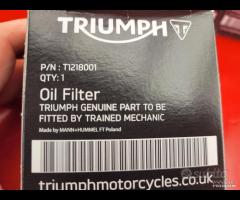 TRIUMPH
P/N : T1218001
QTY: 1
Oil Filter
TRIUMPH GENUINE PART TO BE
FITTED BY TRAINED MECHANIC
Made by MANN+HUMMEL FT Poland
triumphmotorcycles.co.uk
subito